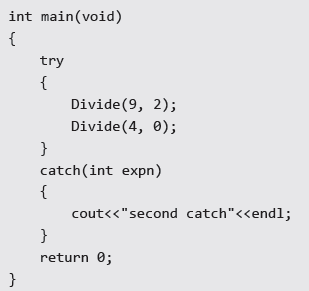 int main(void)
{
    try
    {
        Divide(9, 2);
        Divide(4, 0);
    }
    catch(int expn)
    {
        cout<<"second catch"<<endl;
    }
    return 0;
}